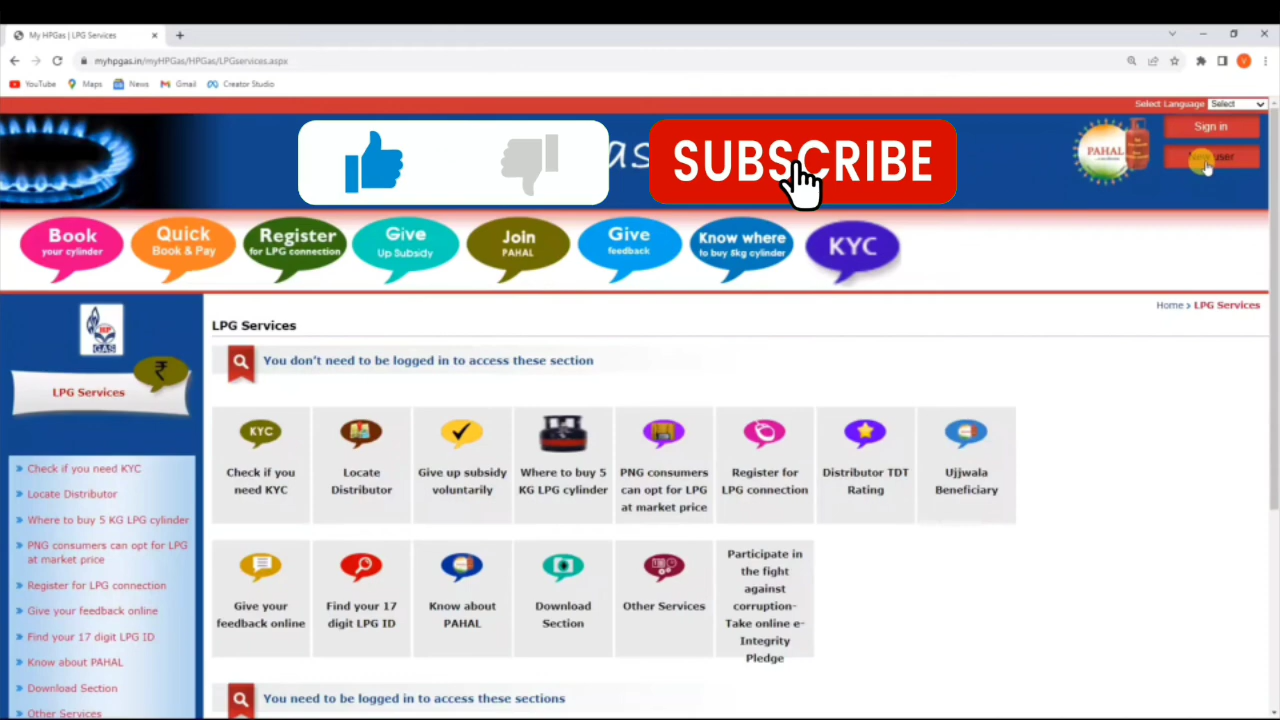 My HPGas | LPG Services
myhpgas.in/myHPGas/HPGas/LPGservices.aspx
YouTube
Maps
News
Gmail
Creator Studio
Select Language
Select
Sign in
as
SUBSCRIBE
PAHAL
Book
your cylinder
Quick
Book & Pay
Register
for LPG connection
Give
Up Subsidy
Join
PAHAL
Give
feedback
Know where
to buy 5kg cylinder
KYC
Home > LPG Services
HP
GAS
LPG Services
₹
LPG Services
You don't need to be logged in to access these section
KYC
Check if you
need KYC
Locate
Distributor
Give up subsidy
voluntarily
Where to buy 5
KG LPG cylinder
PNG consumers
can opt for LPG
at market price
Register for
LPG connection
Distributor TDT
Rating
Ujjwala
Beneficiary
» Check if you need KYC
» Locate Distributor
» Where to buy 5 KG LPG cylinder
» PNG consumers can opt for LPG
at market price
» Register for LPG connection
» Give your feedback online
» Find your 17 digit LPG ID
» Know about PAHAL
» Download Section
» Other Services
Give your
feedback online
Find your 17
digit LPG ID
Know about
PAHAL
Download
Section
Other Services
Participate in
the fight
against
corruption-
Take online e-
Integrity
Pledge
You need to be logged in to access these sections